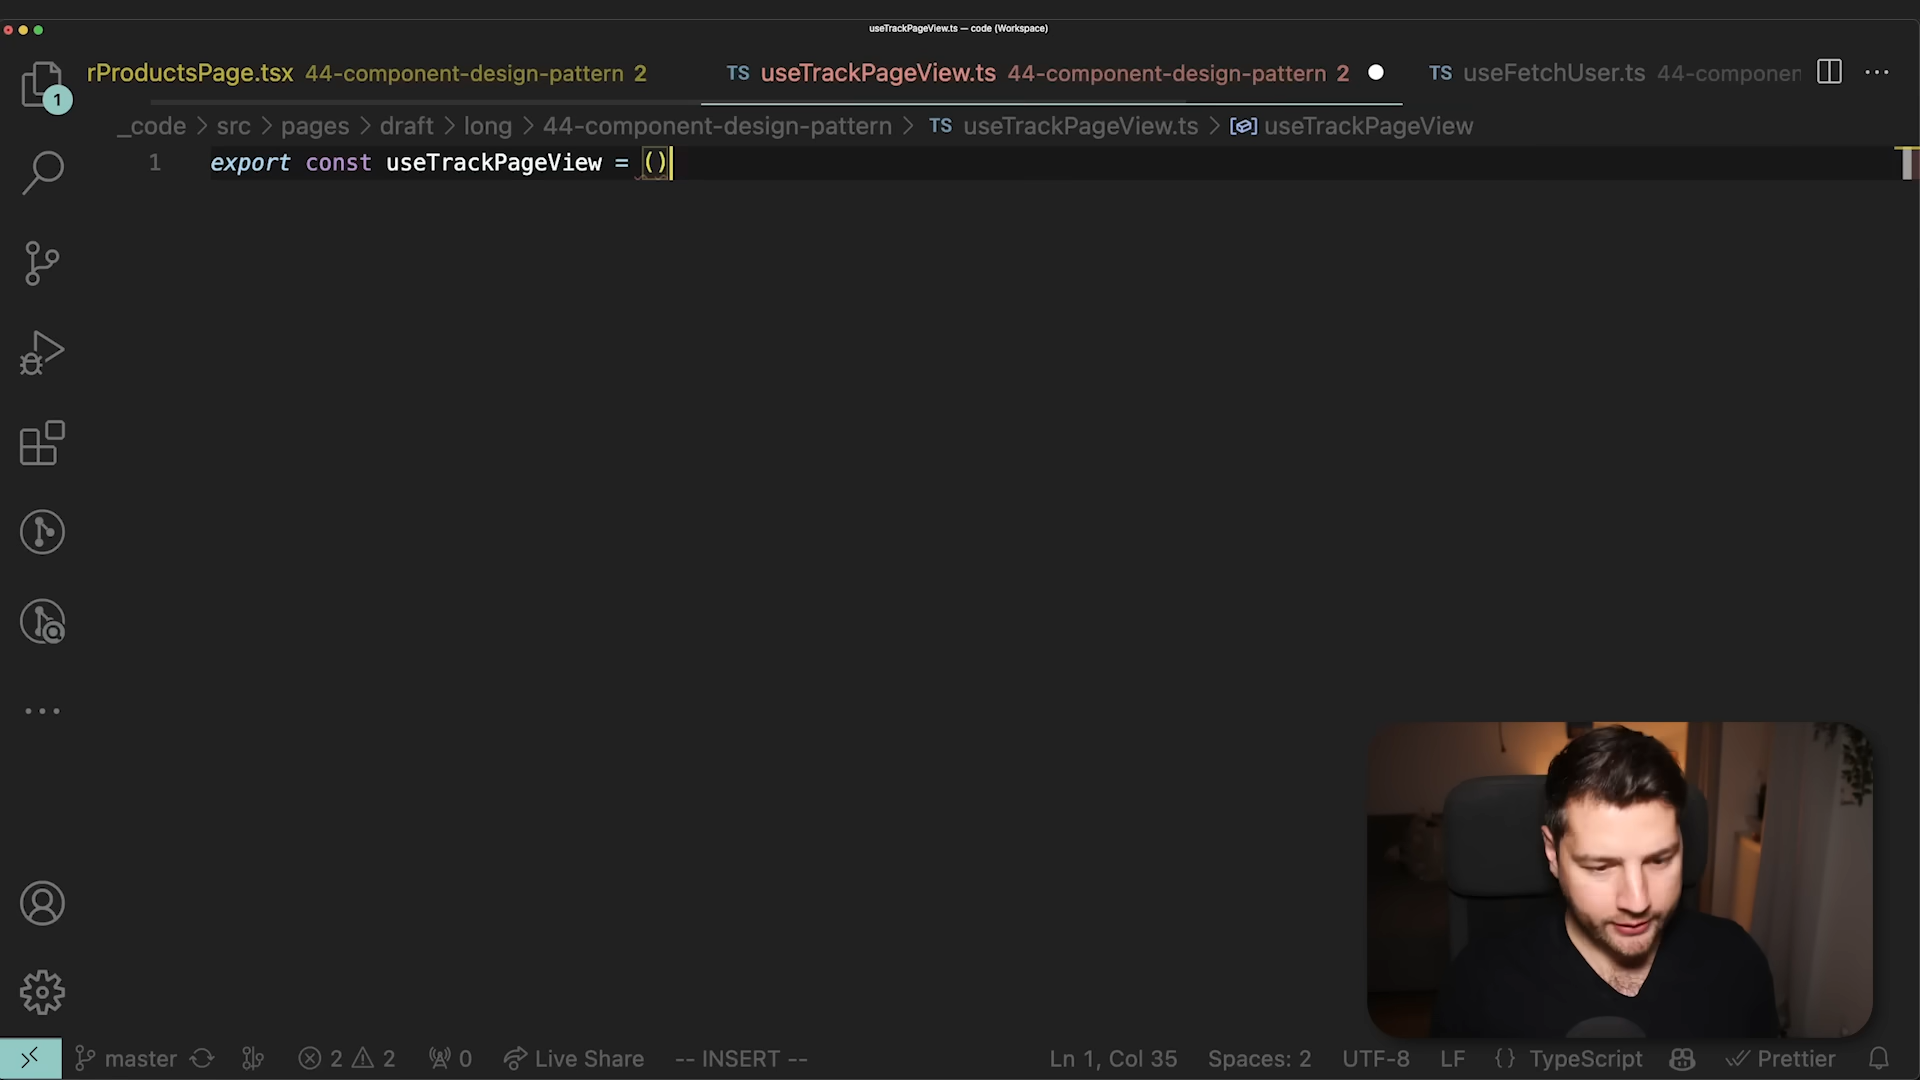 useTrackPageView.ts — code (Workspace)
rProductsPage.tsx 44-component-design-pattern 2 TS useTrackPageView.ts 44-component-design-pattern 2 TS useFetchUser.ts 44-componen
1 _code > src > pages > draft > long > 44-component-design-pattern > TS useTrackPageView.ts > useTrackPageView
1 export const useTrackPageView = ()
master 2 2 0 Live Share -- INSERT -- Ln 1, Col 35 Spaces: 2 UTF-8 LF {} TypeScript Prettier